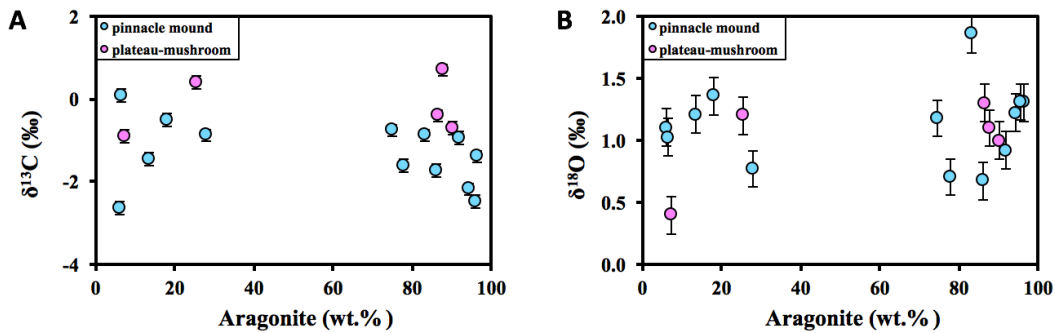 A
2
0
-2
-4
δ¹³C (‰)
pinnacle mound
plateau-mushroom
0 20 40 60 80 100
Aragonite (wt.%)
B
2.0
1.5
1.0
0.5
0.0
δ¹⁸O (‰)
pinnacle mound
plateau-mushroom
0 20 40 60 80 100
Aragonite (wt.%)